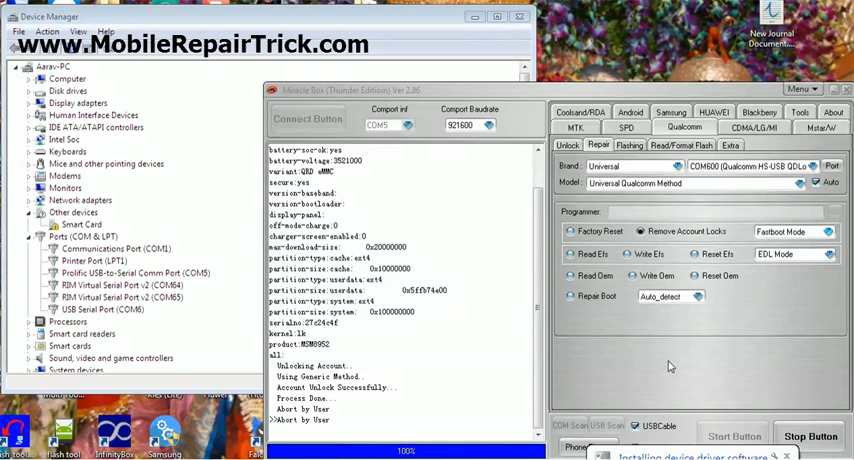 Device Manager
File Action View Help
www.MobileRepairTrick.com
Aarav-PC
Computer
Disk drives
Display adapters
Human Interface Devices
IDE ATA/ATAPI controllers
Intel Soc
Keyboards
Mice and other pointing devices
Modems
Monitors
Network adapters
Other devices
Smart Card
Ports (COM & LPT)
Communications Port (COM1)
Printer Port (LPT1)
Prolific USB-to-Serial Comm Port (COM5)
RIM Virtual Serial Port v2 (COM64)
RIM Virtual Serial Port v2 (COM65)
USB Serial Port (COM6)
Processors
Smart card readers
Smart cards
Sound, video and game controllers
System devices
New Journal
Document....
Miracle Box (Thunder Editioin) Ver 2.86
Menu
Connect Button
Comport inf
COM5
Comport Baudrate
921600
battery-soc-ok:yes
battery-voltage:3521000
variant:QRD eMMC
secure:yes
version-baseband:
version-bootloader:
display-panel:
off-mode-charge:0
charger-screen-enabled:0
max-download-size: 0x20000000
partition-type:cache:ext4
partition-size:cache: 0x10000000
partition-type:userdata:ext4
partition-size:userdata: 0x5ffb74e00
partition-type:system:ext4
partition-size:system: 0x100000000
serialno:27c24c4f
kernel:lk
product:MSM8952
all:
Unlocking Account..
Using Generic Method..
Account Unlock Successfully...
Process Done...
Abort by User
>>Abort by User
100%
Coolsand/RDA Android Samsung HUAWEI Blackberry Tools About
MTK SPD Qualcomm CDMA/LG/MI Mstar/W
Unlock Repair Flashing Read/Format Flash Extra
Brand : Universal COM600 (Qualcomm HS-USB QDLo Port
Model : Universal Qualcomm Method Auto
Programmer:
Factory Reset Remove Account Locks Fastboot Mode
Read Efs Write Efs Reset Efs EDL Mode
Read Oem Write Oem Reset Oem
Repair Boot Auto_detect
COM Scan USB Scan USBCable
Phone
Start Button Stop Button
Installing device driver software
flash tool InfinityBox Samsung